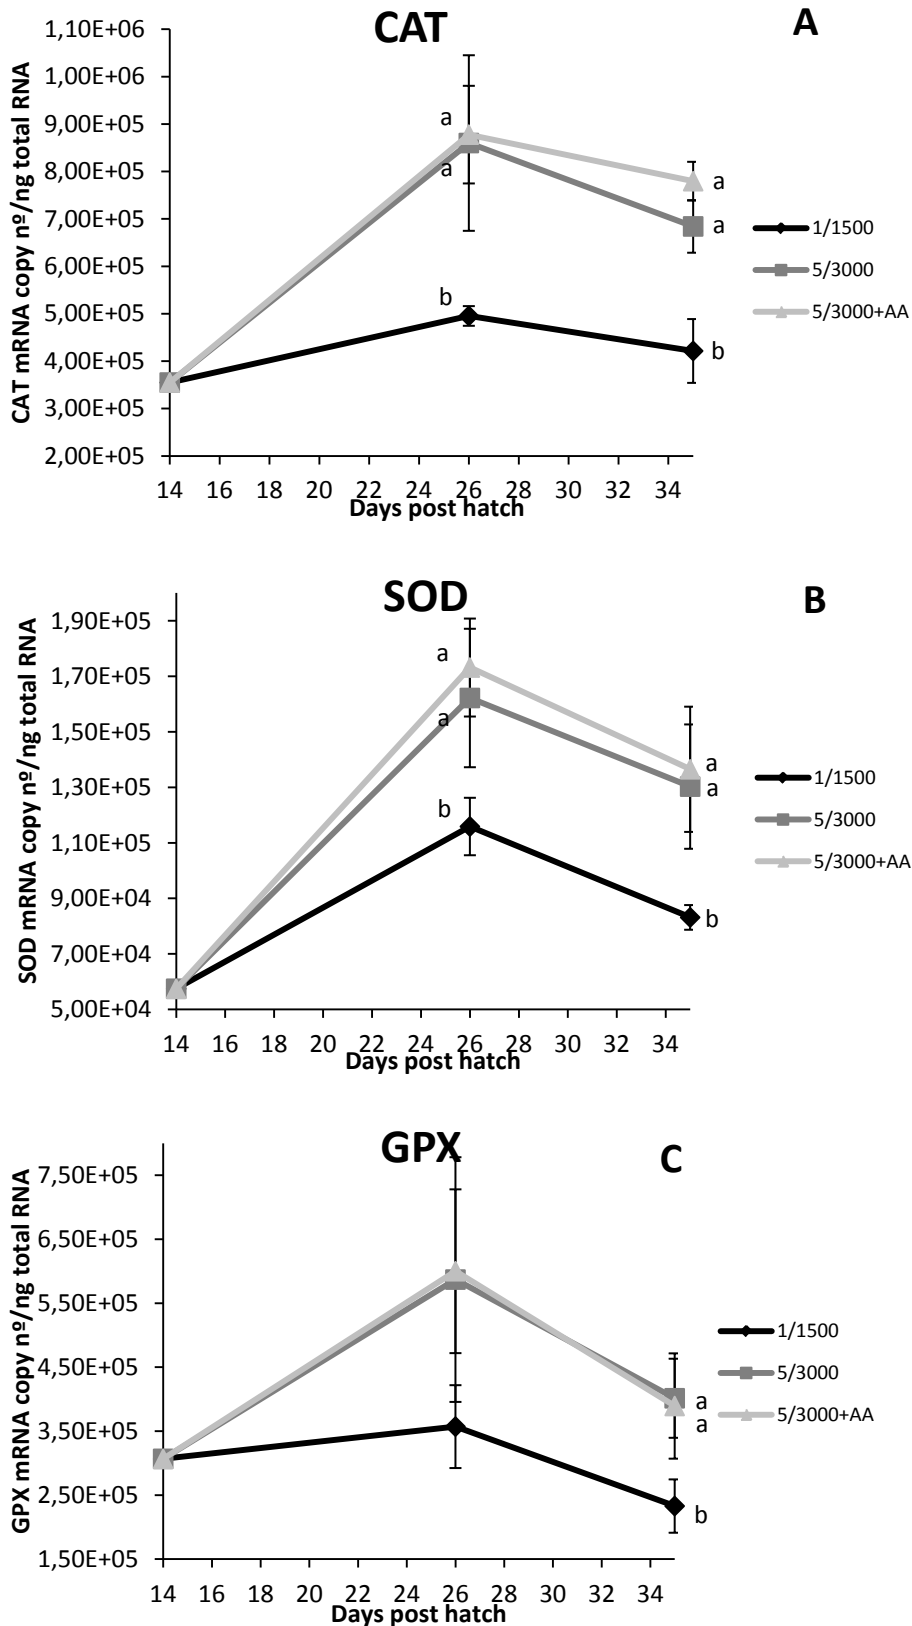 CAT
A
1,10E+06
1,00E+06
9,00E+05
8,00E+05
7,00E+05
6,00E+05
5,00E+05
4,00E+05
3,00E+05
2,00E+05
CAT mRNA copy nº/ng total RNA
a
a
b
a
a
b
1/1500
5/3000
5/3000+AA
14 16 18 20 22 24 26 28 30 32 34
Days post hatch
SOD
B
1,90E+05
1,70E+05
1,50E+05
1,30E+05
1,10E+05
9,00E+04
7,00E+04
5,00E+04
SOD mRNA copy nº/ng total RNA
a
a
b
a
a
b
1/1500
5/3000
5/3000+AA
14 16 18 20 22 24 26 28 30 32 34
Days post hatch
GPX
C
7,50E+05
6,50E+05
5,50E+05
4,50E+05
3,50E+05
2,50E+05
1,50E+05
GPX mRNA copy nº/ng total RNA
a
a
b
1/1500
5/3000
5/3000+AA
14 16 18 20 22 24 26 28 30 32 34
Days post hatch